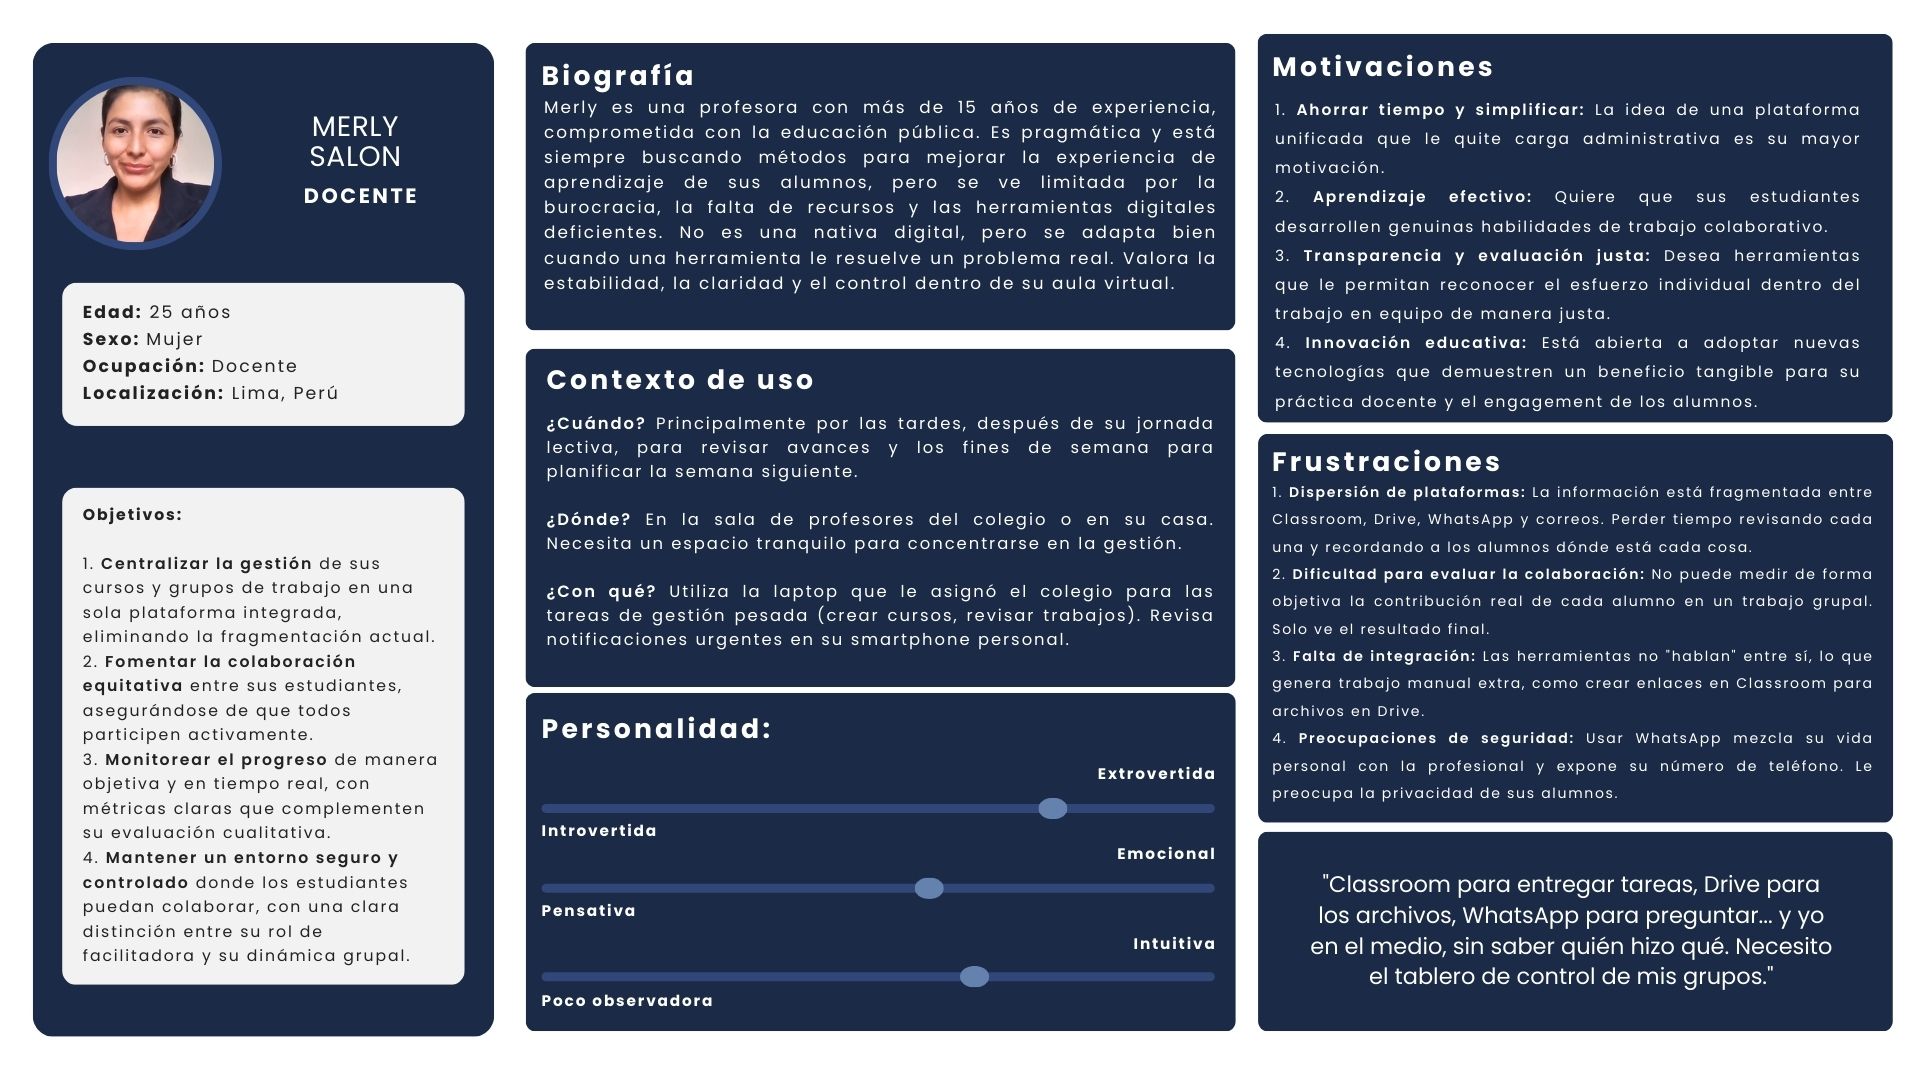 MERLY
SALON
DOCENTE
Edad: 25 años
Sexo: Mujer
Ocupación: Docente
Localización: Lima, Perú
Objetivos:
1. Centralizar la gestión de sus
cursos y grupos de trabajo en una
sola plataforma integrada,
eliminando la fragmentación actual.
2. Fomentar la colaboración
equitativa entre sus estudiantes,
asegurándose de que todos
participen activamente.
3. Monitorear el progreso de manera
objetiva y en tiempo real, con
métricas claras que complementen
su evaluación cualitativa.
4. Mantener un entorno seguro y
controlado donde los estudiantes
puedan colaborar, con una clara
distinción entre su rol de
facilitadora y su dinámica grupal.
Biografía
Merly es una profesora con más de 15 años de experiencia,
comprometida con la educación pública. Es pragmática y está
siempre buscando métodos para mejorar la experiencia de
aprendizaje de sus alumnos, pero se ve limitada por la
burocracia, la falta de recursos y las herramientas digitales
deficientes. No es una nativa digital, pero se adapta bien
cuando una herramienta le resuelve un problema real. Valora la
estabilidad, la claridad y el control dentro de su aula virtual.
Contexto de uso
¿Cuándo? Principalmente por las tardes, después de su jornada
lectiva, para revisar avances y los fines de semana para
planificar la semana siguiente.
¿Dónde? En la sala de profesores del colegio o en su casa.
Necesita un espacio tranquilo para concentrarse en la gestión.
¿Con qué? Utiliza la laptop que le asignó el colegio para las
tareas de gestión pesada (crear cursos, revisar trabajos). Revisa
notificaciones urgentes en su smartphone personal.
Personalidad:
Extrovertida
Introvertida
Emocional
Pensativa
Intuitiva
Poco observadora
Motivaciones
1. Ahorrar tiempo y simplificar: La idea de una plataforma
unificada que le quite carga administrativa es su mayor
motivación.
2. Aprendizaje efectivo: Quiere que sus estudiantes
desarrollen genuinas habilidades de trabajo colaborativo.
3. Transparencia y evaluación justa: Desea herramientas
que le permitan reconocer el esfuerzo individual dentro del
trabajo en equipo de manera justa.
4. Innovación educativa: Está abierta a adoptar nuevas
tecnologías que demuestren un beneficio tangible para su
práctica docente y el engagement de los alumnos.
Frustraciones
1. Dispersión de plataformas: La información está fragmentada entre
Classroom, Drive, WhatsApp y correos. Perder tiempo revisando cada
una y recordando a los alumnos dónde está cada cosa.
2. Dificultad para evaluar la colaboración: No puede medir de forma
objetiva la contribución real de cada alumno en un trabajo grupal.
Solo ve el resultado final.
3. Falta de integración: Las herramientas no "hablan" entre sí, lo que
genera trabajo manual extra, como crear enlaces en Classroom para
archivos en Drive.
4. Preocupaciones de seguridad: Usar WhatsApp mezcla su vida
personal con la profesional y expone su número de teléfono. Le
preocupa la privacidad de sus alumnos.
"Classroom para entregar tareas, Drive para
los archivos, WhatsApp para preguntar... y yo
en el medio, sin saber quién hizo qué. Necesito
el tablero de control de mis grupos."